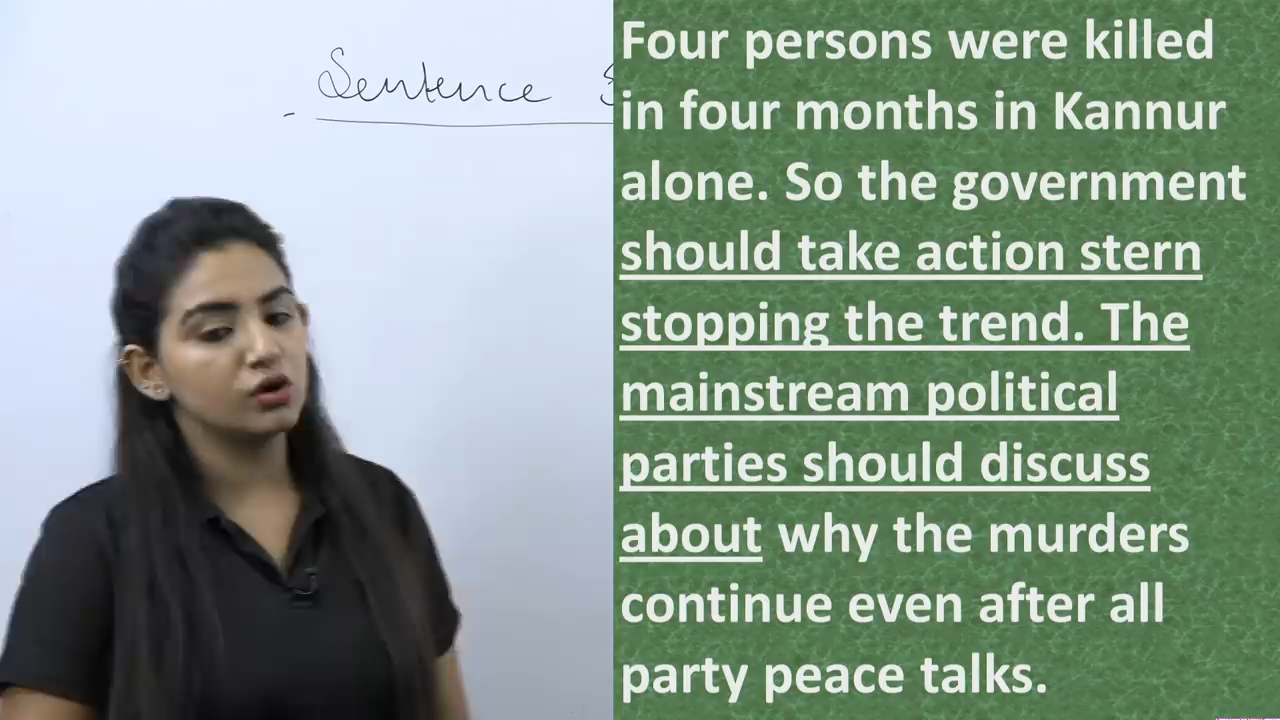 Sentence
Four persons were killed
in four months in Kannur
alone. So the government
should take action stern
stopping the trend. The
mainstream political
parties should discuss
about why the murders
continue even after all
party peace talks.